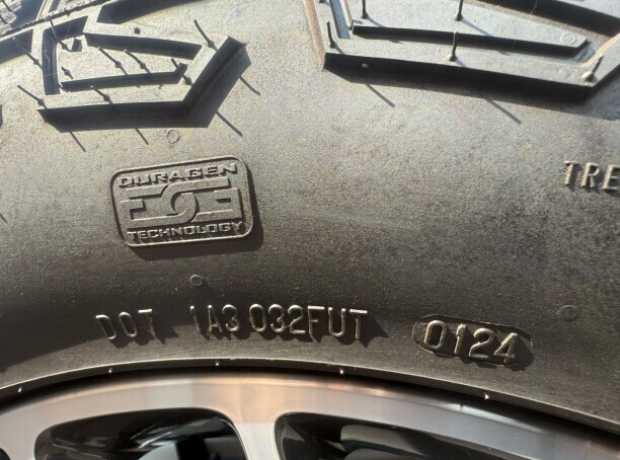 DURAGEN
TECHNOLOGY
TRE
DOT 1A3 032FUT 0124